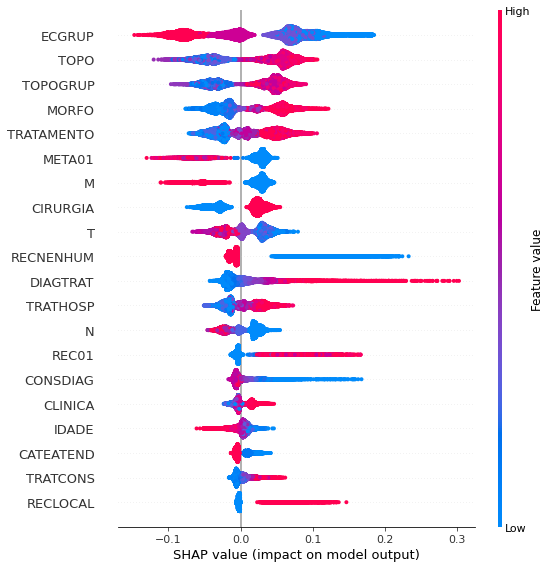 High
ECGRUP
TOPO
TOPOGRUP
MORFO
TRATAMENTO
META01
M
CIRURGIA
T
RECNENHUM
DIAGTRAT
TRATHOSP
N
REC01
CONSDIAG
CLINICA
IDADE
CATEATEND
TRATCONS
RECLOCAL
Feature value
Low
−0.1 0.0 0.1 0.2 0.3
SHAP value (impact on model output)